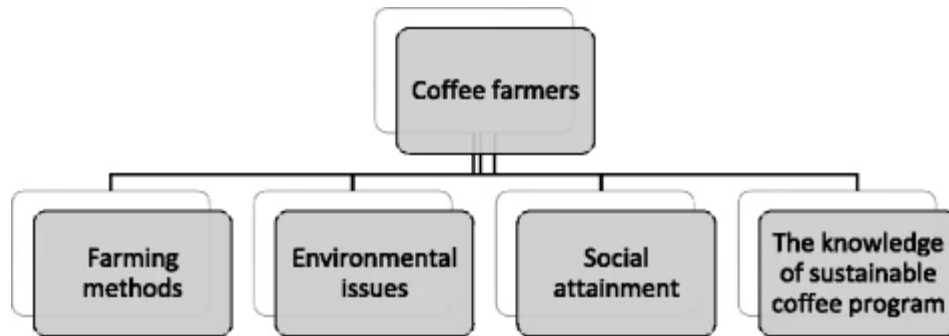 Coffee farmers
Farming
methods
Environmental
issues
Social
attainment
The knowledge
of sustainable
coffee program